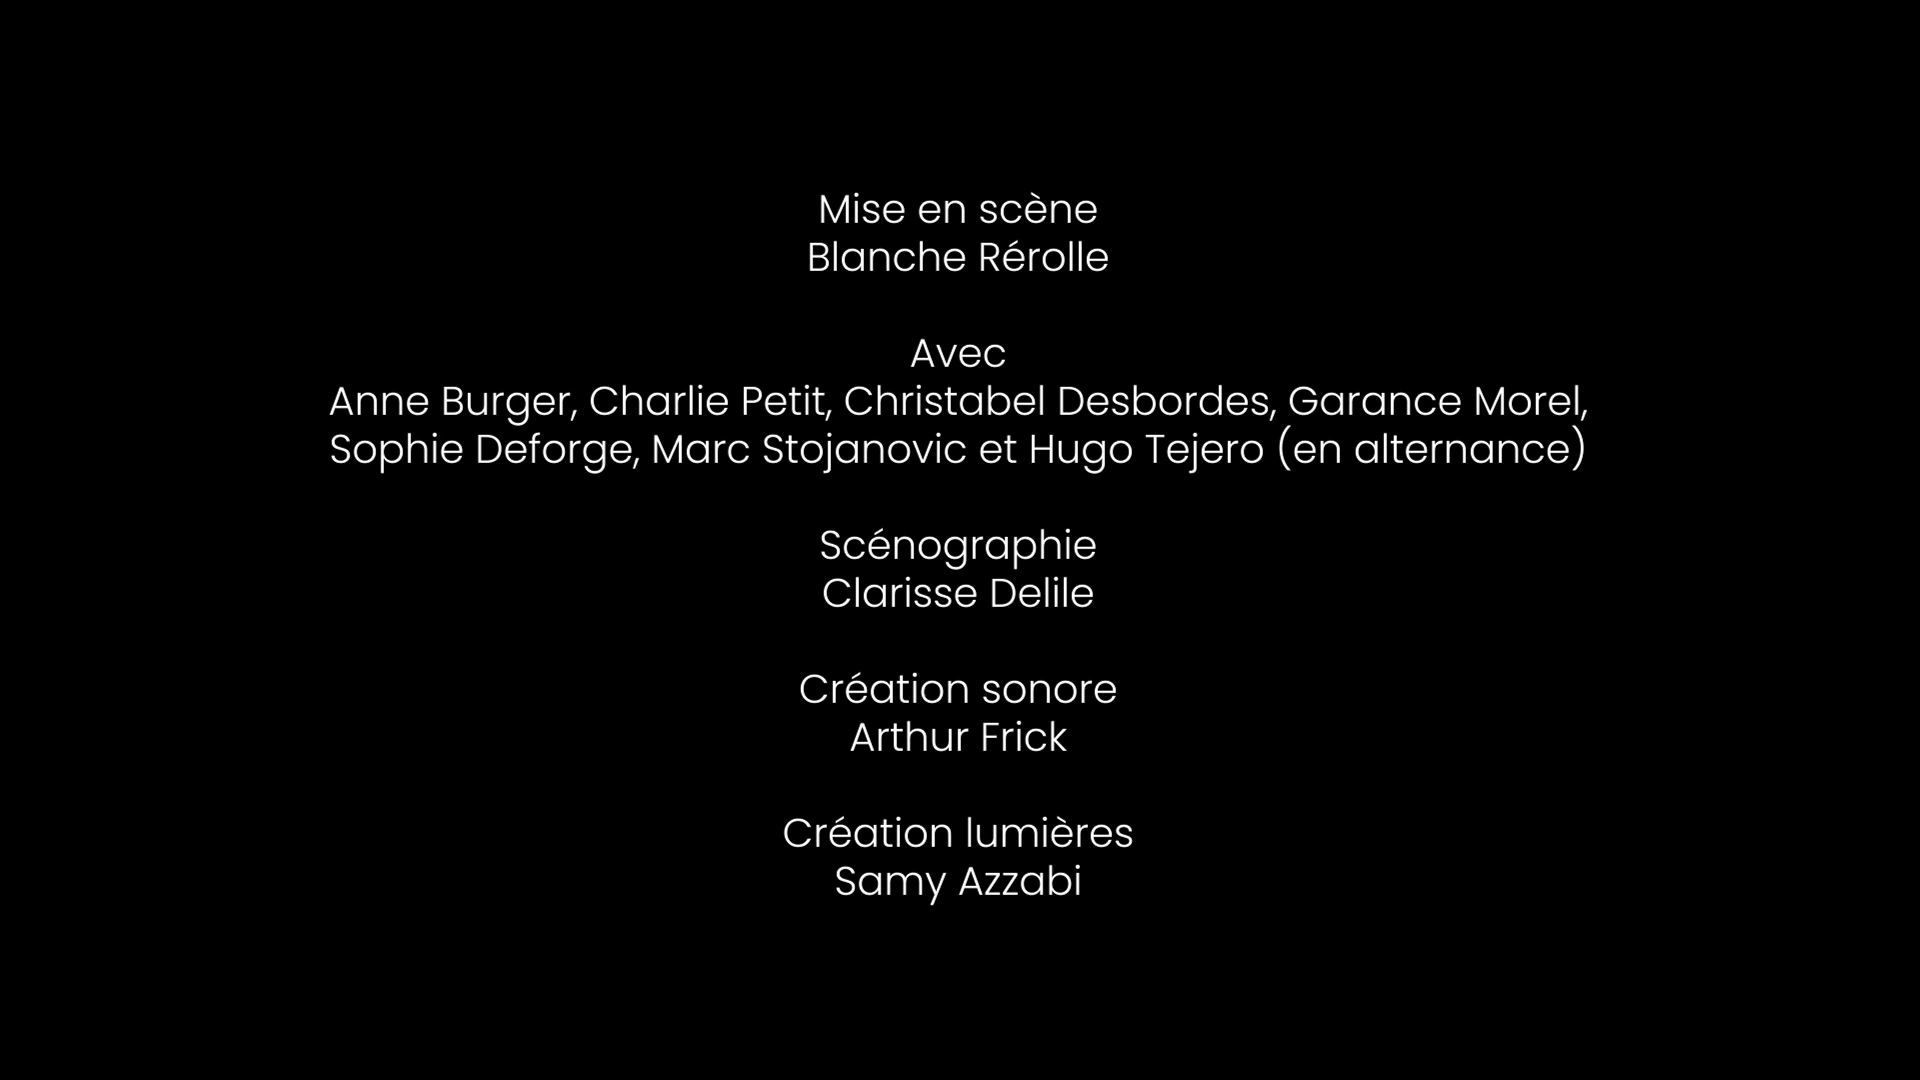 Mise en scène
Blanche Rérolle
Avec
Anne Burger, Charlie Petit, Christabel Desbordes, Garance Morel,
Sophie Deforge, Marc Stojanovic et Hugo Tejero (en alternance)
Scénographie
Clarisse Delile
Création sonore
Arthur Frick
Création lumières
Samy Azzabi